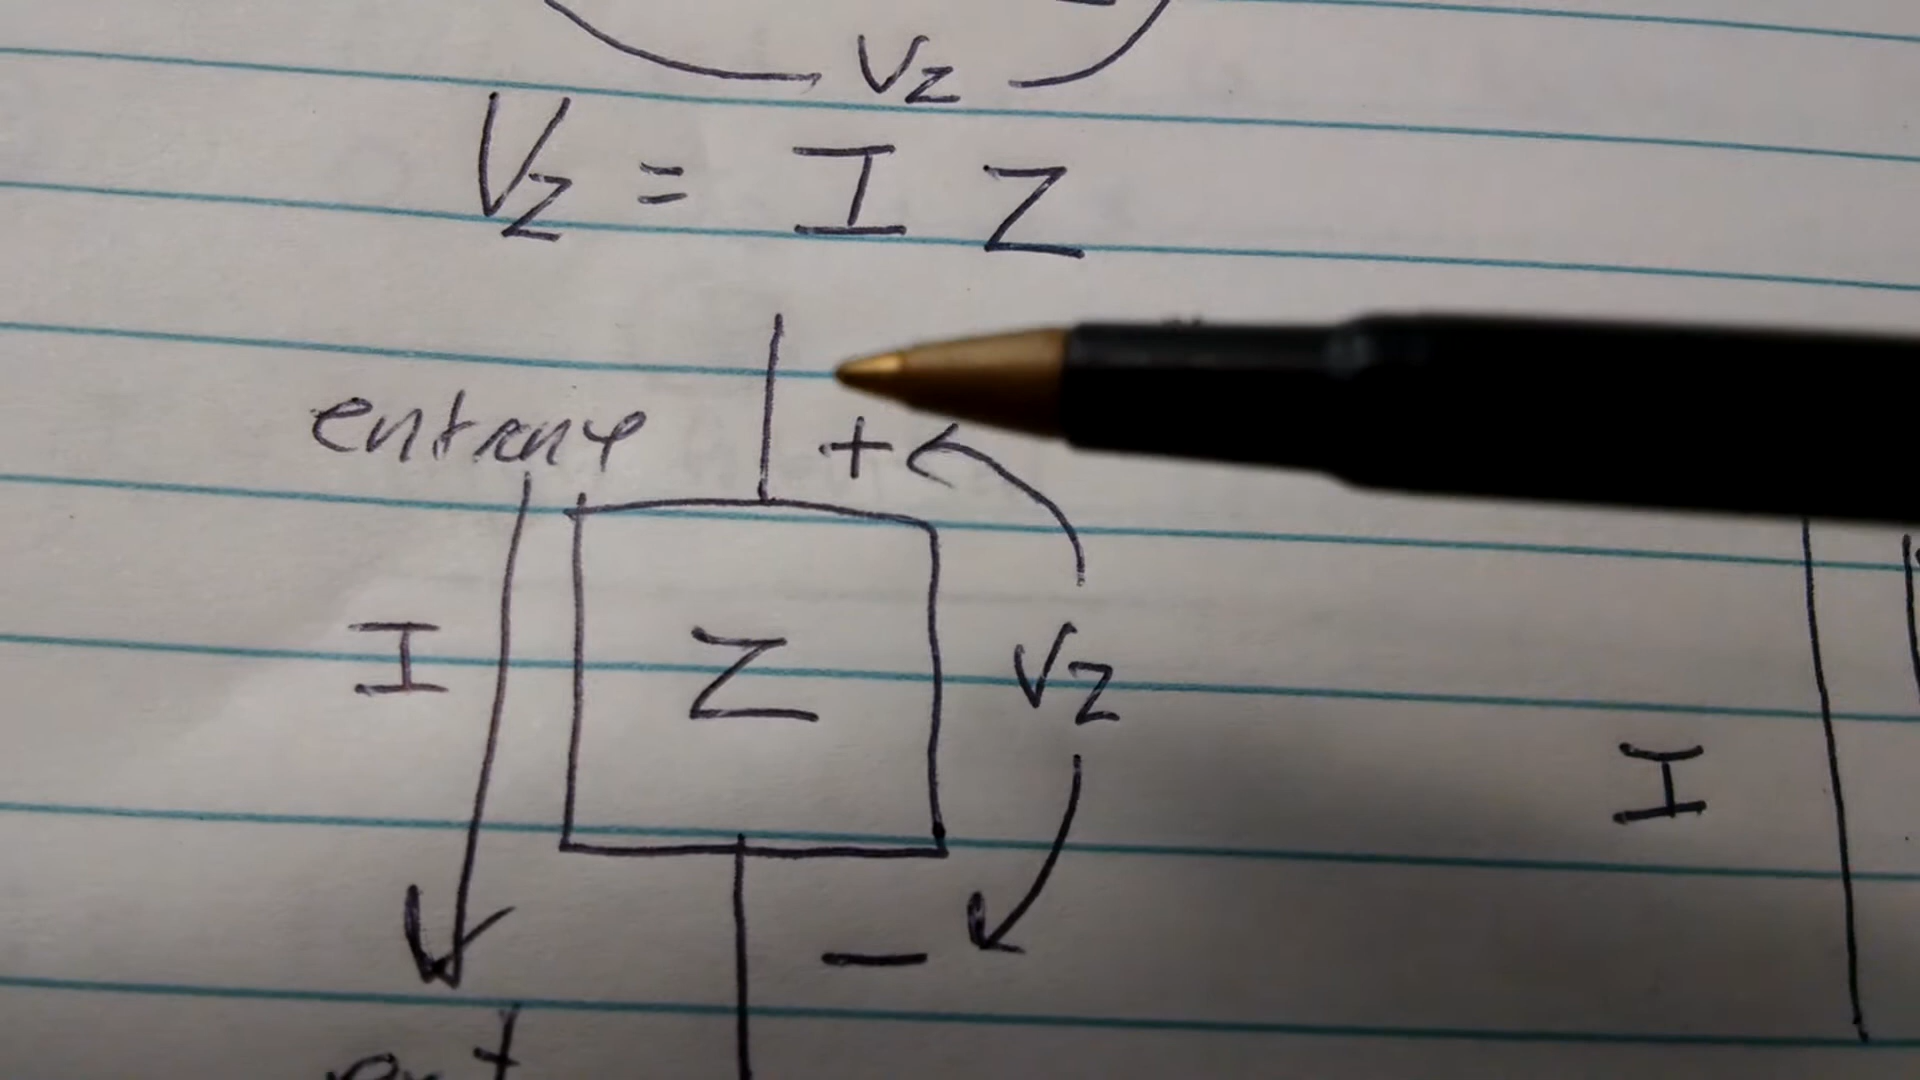 Vz
Vz = I Z
entrance
+
I
Z
Vz
I
−